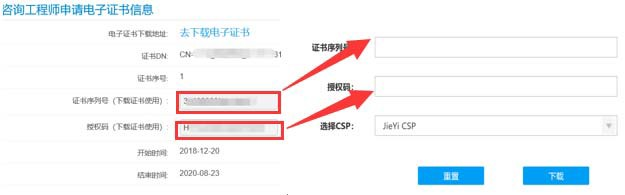 咨询工程师申请电子证书信息
电子证书下载地址: 去下载电子证书
证书DN: CN= 31
证书序号: 1
证书序列号（下载证书使用）: 3
授权码（下载证书使用）: H
开始时间: 2018-12-20
结束时间: 2020-08-23
证书序列号:
授权码:
选择CSP: JieYi CSP
重置 下载